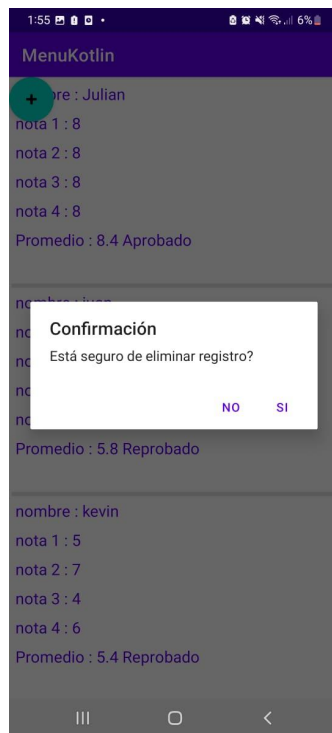 1:55 6%
MenuKotlin
+
: Julian
nota 1 : 8
nota 2 : 8
nota 3 : 8
nota 4 : 8
Promedio : 8.4 Aprobado
Confirmación
Está seguro de eliminar registro?
NO SI
Promedio : 5.8 Reprobado
nombre : kevin
nota 1 : 5
nota 2 : 7
nota 3 : 4
nota 4 : 6
Promedio : 5.4 Reprobado